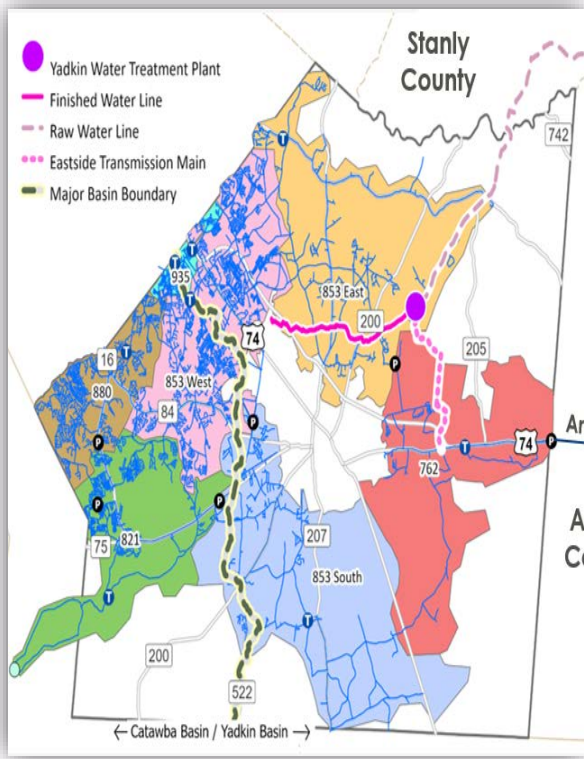 Stanly
County
Yadkin Water Treatment Plant
Finished Water Line
Raw Water Line
Eastside Transmission Main
Major Basin Boundary
742
T
T
T
935
T
853 East
200
74
16
T
853 West
205
P
880
84
P
P
74
P
Ar
T
762
P
P
A
Co
75
821
207
853 South
T
T
200
522
← Catawba Basin / Yadkin Basin →